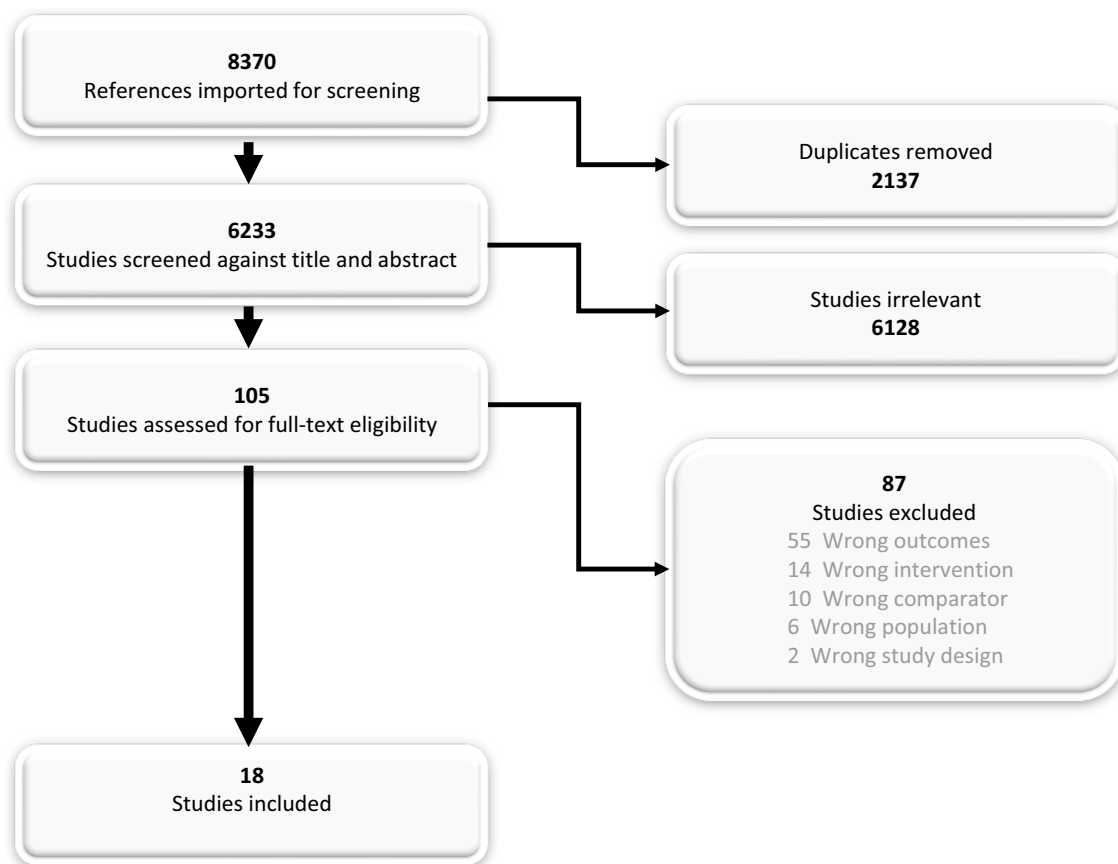 8370
References imported for screening
Duplicates removed
2137
6233
Studies screened against title and abstract
Studies irrelevant
6128
105
Studies assessed for full-text eligibility
87
Studies excluded
55 Wrong outcomes
14 Wrong intervention
10 Wrong comparator
6 Wrong population
2 Wrong study design
18
Studies included